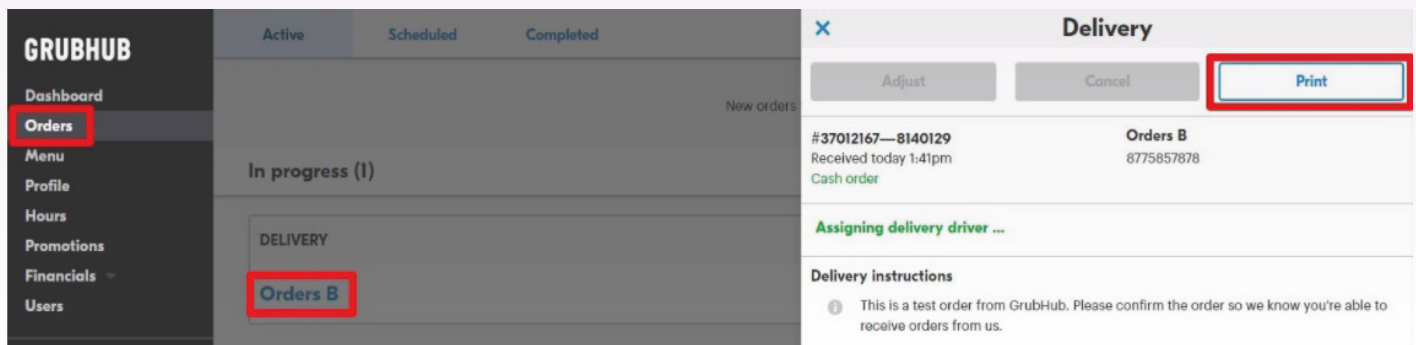 GRUBHUB
Dashboard
Orders
Menu
Profile
Hours
Promotions
Financials
Users
Active Scheduled Completed
New orders
In progress (1)
DELIVERY
Orders B
× Delivery
Adjust Cancel Print
#37012167—8140129
Received today 1:41pm
Cash order
Orders B
8775857878
Assigning delivery driver ...
Delivery instructions
This is a test order from GrubHub. Please confirm the order so we know you're able to
receive orders from us.